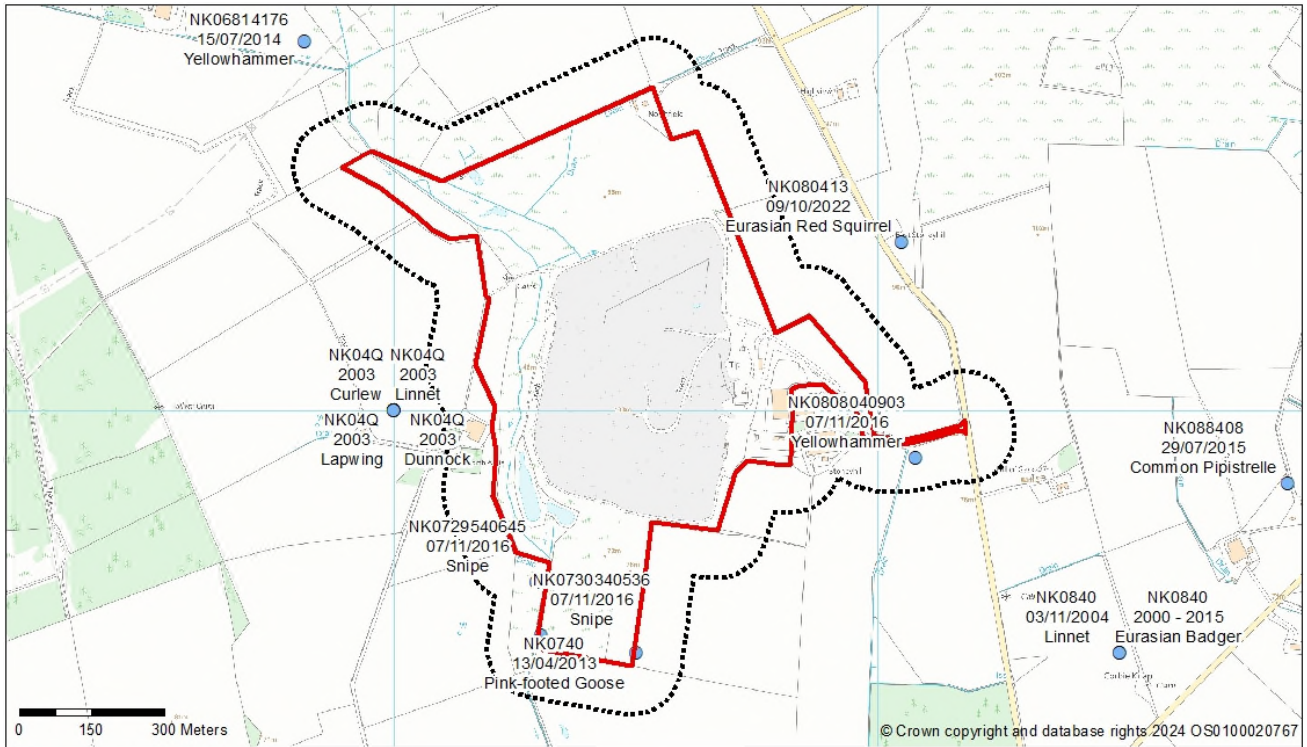 NK06814176
15/07/2014
Yellowhammer
NK080413
09/10/2022
Eurasian Red Squirrel
NK04Q
2003
Curlew
NK04Q
2003
Linnet
NK04Q
2003
Lapwing
NK04Q
2003
Dunnock
NK0808040903
07/11/2016
Yellowhammer
NK088408
29/07/2015
Common Pipistrelle
NK0729540645
07/11/2016
Snipe
NK0730340536
07/11/2016
Snipe
NK0740
13/04/2013
Pink-footed Goose
NK0840
03/11/2004
Linnet
NK0840
2000 - 2015
Eurasian Badger
Stoneyhill
Drain
Drain
0 150 300 Meters
© Crown copyright and database rights 2024 OS0100020767